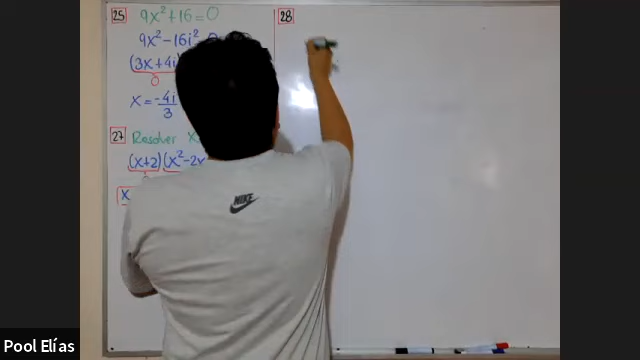 25 9x²+16=0
9x²-16i² 0
(3x+4i)
0
x = -4i/3
27 Resolver x
(x+2)(x²-2x
x
28
NIKE
Pool Elías